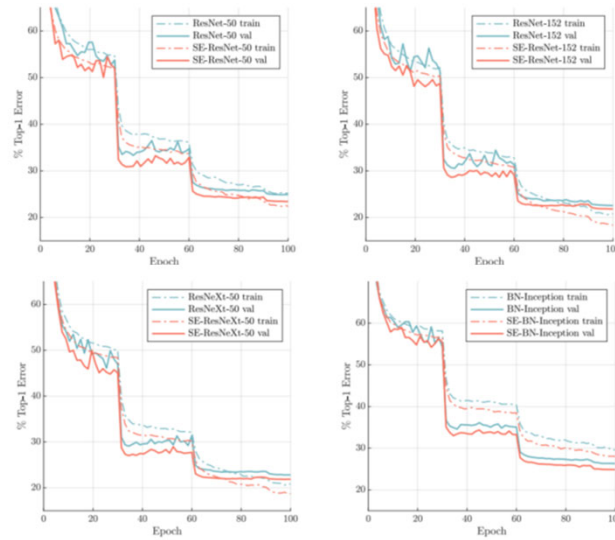 ResNet-50 train
ResNet-50 val
SE-ResNet-50 train
SE-ResNet-50 val
60
50
40
30
20
% Top-1 Error
0 20 40 60 80 100
Epoch
ResNet-152 train
ResNet-152 val
SE-ResNet-152 train
SE-ResNet-152 val
60
50
40
30
20
% Top-1 Error
0 20 40 60 80 100
Epoch
ResNeXt-50 train
ResNeXt-50 val
SE-ResNeXt-50 train
SE-ResNeXt-50 val
60
50
40
30
20
% Top-1 Error
0 20 40 60 80 100
Epoch
BN-Inception train
BN-Inception val
SE-BN-Inception train
SE-BN-Inception val
60
50
40
30
20
% Top-1 Error
0 20 40 60 80 100
Epoch